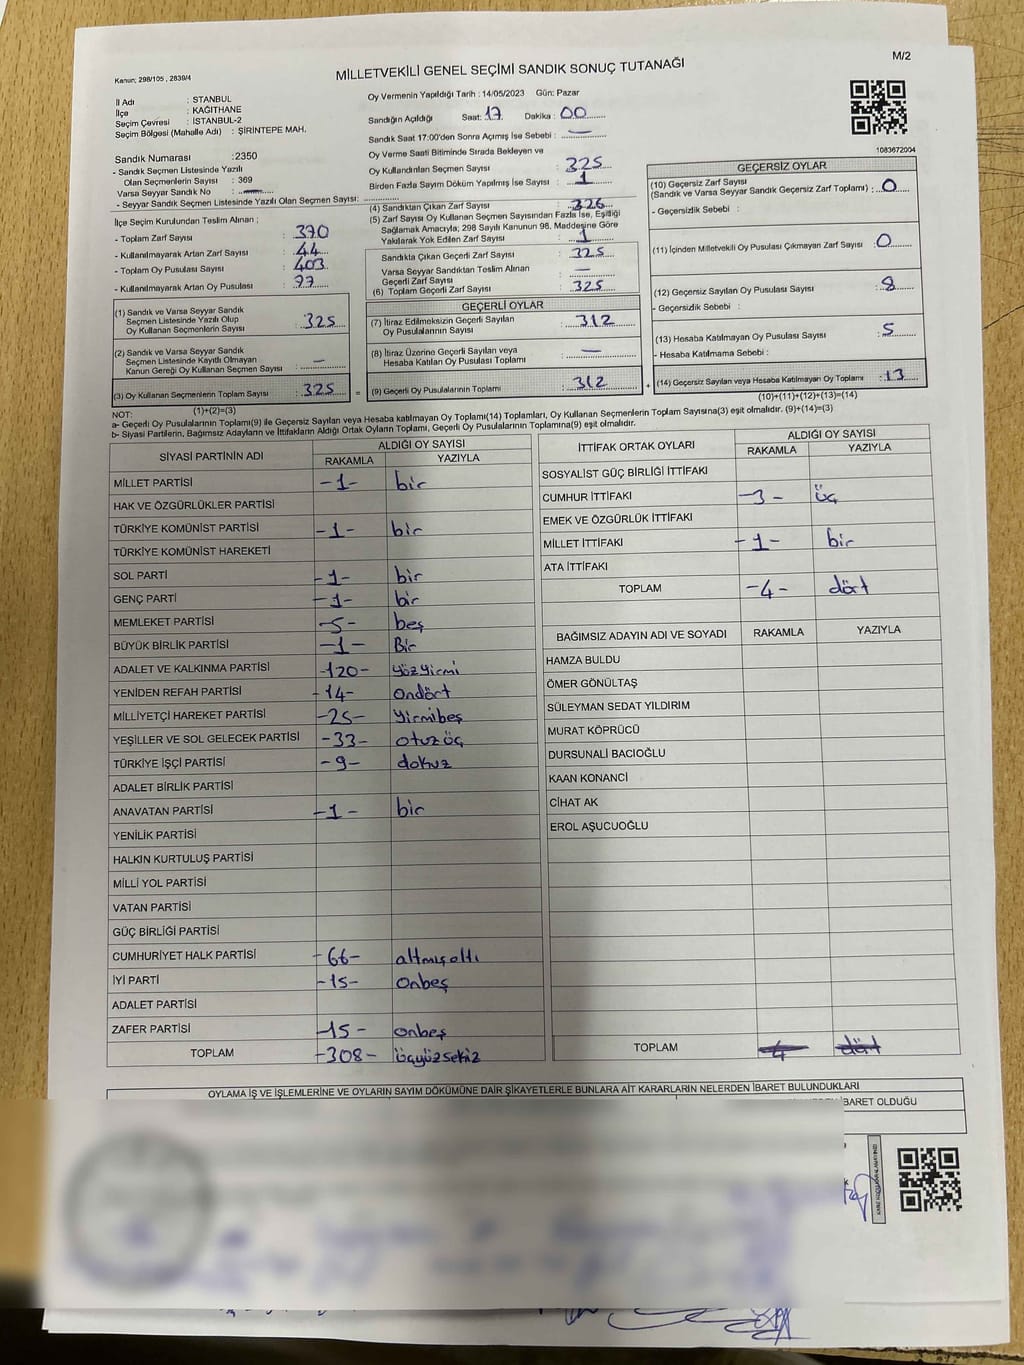 Kanun; 298/105 , 2839/4
MİLLETVEKİLİ GENEL SEÇİMİ SANDIK SONUÇ TUTANAĞI
M/2
İl Adı : STANBUL
İlçe : KAĞITHANE
Seçim Çevresi : İSTANBUL-2
Seçim Bölgesi (Mahalle Adı) : ŞİRİNTEPE MAH.
Sandık Numarası :2350
- Sandık Seçmen Listesinde Yazılı
Olan Seçmenlerin Sayısı : 369
Varsa Seyyar Sandık No : —
- Seyyar Sandık Seçmen Listesinde Yazılı Olan Seçmen Sayısı:
İlçe Seçim Kurulundan Teslim Alınan ;
- Toplam Zarf Sayısı : 370
- Kullanılmayarak Artan Zarf Sayısı : 44
- Toplam Oy Pusulası Sayısı : 403
- Kullanılmayarak Artan Oy Pusulası : 77
Oy Vermenin Yapıldığı Tarih : 14/05/2023 Gün: Pazar
Sandığın Açıldığı Saat: 17 Dakika : 00
Sandık Saat 17:00'den Sonra Açımış İse Sebebi : —
Oy Verme Saati Bitiminde Sırada Bekleyen ve
Oy Kullandırılan Seçmen Sayısı : 325
Birden Fazla Sayım Döküm Yapılmış İse Sayısı : 1
(4) Sandıktan Çıkan Zarf Sayısı : 326
(5) Zarf Sayısı Oy Kullanan Seçmen Sayısından Fazla İse, Eşitliği
Sağlamak Amacıyla; 298 Sayılı Kanunun 98. Maddesine Göre
Yakılarak Yok Edilen Zarf Sayısı : 1
Sandıkta Çıkan Geçerli Zarf Sayısı : 325
Varsa Seyyar Sandıktan Teslim Alınan
Geçerli Zarf Sayısı : —
(6) Toplam Geçerli Zarf Sayısı : 325
1083672004
GEÇERSİZ OYLAR
(10) Geçersiz Zarf Sayısı
(Sandık ve Varsa Seyyar Sandık Geçersiz Zarf Toplamı) : 0
- Geçersizlik Sebebi :
(11) İçinden Milletvekili Oy Pusulası Çıkmayan Zarf Sayısı : 0
(12) Geçersiz Sayılan Oy Pusulası Sayısı : 8
- Geçersizlik Sebebi :
(13) Hesaba Katılmayan Oy Pusulası Sayısı : 5
- Hesaba Katılmama Sebebi :
(14) Geçersiz Sayılan veya Hesaba Katılmayan Oy Toplamı : 13
(10)+(11)+(12)+(13)=(14)
(1) Sandık ve Varsa Seyyar Sandık
Seçmen Listesinde Yazılı Olup
Oy Kullanan Seçmenlerin Sayısı : 325
(2) Sandık ve Varsa Seyyar Sandık
Seçmen Listesinde Kayıtlı Olmayan
Kanun Gereği Oy Kullanan Seçmen Sayısı : —
(3) Oy Kullanan Seçmenlerin Toplam Sayısı : 325 =
(1)+(2)=(3)
GEÇERLİ OYLAR
(7) İtiraz Edilmeksizin Geçerli Sayılan
Oy Pusulalarının Sayısı : 312
(8) İtiraz Üzerine Geçerli Sayılan veya
Hesaba Katılan Oy Pusulası Toplamı : —
(9) Geçerli Oy Pusulalarının Toplamı : 312 +
NOT:
a- Geçerli Oy Pusulalarının Toplamı(9) ile Geçersiz Sayılan veya Hesaba katılmayan Oy Toplamı(14) Toplamları, Oy Kullanan Seçmenlerin Toplam Sayısına(3) eşit olmalıdır. (9)+(14)=(3)
b- Siyasi Partilerin, Bağımsız Adayların ve İttifakların Aldığı Ortak Oyların Toplamı, Geçerli Oy Pusulalarının Toplamına(9) eşit olmalıdır.
SİYASİ PARTİNİN ADI ALDIĞI OY SAYISI
RAKAMLA YAZIYLA
MİLLET PARTİSİ -1- bir
HAK VE ÖZGÜRLÜKLER PARTİSİ
TÜRKİYE KOMÜNİST PARTİSİ -1- bir
TÜRKİYE KOMÜNİST HAREKETİ
SOL PARTİ -1- bir
GENÇ PARTİ -1- bir
MEMLEKET PARTİSİ -5- beş
BÜYÜK BİRLİK PARTİSİ -1- Bir
ADALET VE KALKINMA PARTİSİ -120- yözyirmi
YENİDEN REFAH PARTİSİ -14- ondört
MİLLİYETÇİ HAREKET PARTİSİ -25- yirmibeş
YEŞİLLER VE SOL GELECEK PARTİSİ -33- otuz üç
TÜRKİYE İŞÇİ PARTİSİ -9- dokuz
ADALET BİRLİK PARTİSİ
ANAVATAN PARTİSİ -1- bir
YENİLİK PARTİSİ
HALKIN KURTULUŞ PARTİSİ
MİLLİ YOL PARTİSİ
VATAN PARTİSİ
GÜÇ BİRLİĞİ PARTİSİ
CUMHURİYET HALK PARTİSİ -66- altmışaltı
İYİ PARTİ -15- onbeş
ADALET PARTİSİ
ZAFER PARTİSİ -15- onbeş
TOPLAM -308- üçyüzsekiz
İTTİFAK ORTAK OYLARI ALDIĞI OY SAYISI
RAKAMLA YAZIYLA
SOSYALİST GÜÇ BİRLİĞİ İTTİFAKI
CUMHUR İTTİFAKI -3- üç
EMEK VE ÖZGÜRLÜK İTTİFAKI
MİLLET İTTİFAKI -1- bir
ATA İTTİFAKI
TOPLAM -4- dört
BAĞIMSIZ ADAYIN ADI VE SOYADI RAKAMLA YAZIYLA
HAMZA BULDU
ÖMER GÖNÜLTAŞ
SÜLEYMAN SEDAT YILDIRIM
MURAT KÖPRÜCÜ
DURSUNALİ BACIOĞLU
KAAN KONANCİ
CİHAT AK
EROL AŞUCUOĞLU
TOPLAM 4 dört
OYLAMA İŞ VE İŞLEMLERİNE VE OYLARIN SAYIM DÖKÜMÜNE DAİR ŞİKAYETLERLE BUNLARA AİT KARARLARIN NELERDEN İBARET BULUNDUKLARI
İBARET OLDUĞU